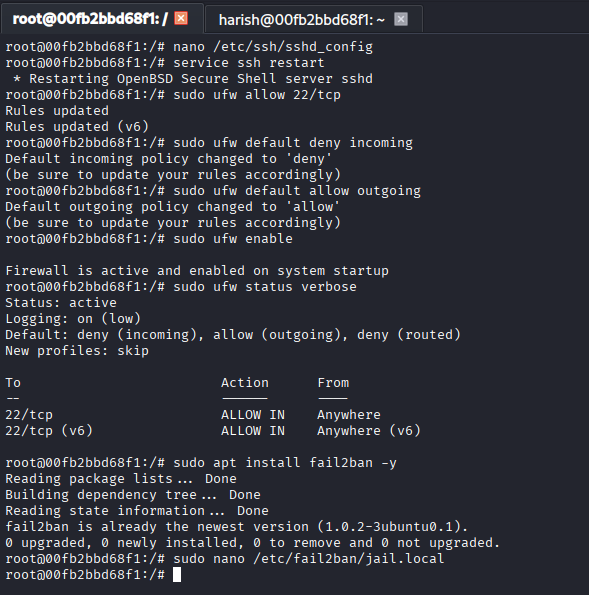 root@00fb2bbd68f1: /
harish@00fb2bbd68f1: ~
root@00fb2bbd68f1:/# nano /etc/ssh/sshd_config
root@00fb2bbd68f1:/# service ssh restart
 * Restarting OpenBSD Secure Shell server sshd
root@00fb2bbd68f1:/# sudo ufw allow 22/tcp
Rules updated
Rules updated (v6)
root@00fb2bbd68f1:/# sudo ufw default deny incoming
Default incoming policy changed to 'deny'
(be sure to update your rules accordingly)
root@00fb2bbd68f1:/# sudo ufw default allow outgoing
Default outgoing policy changed to 'allow'
(be sure to update your rules accordingly)
root@00fb2bbd68f1:/# sudo ufw enable
Firewall is active and enabled on system startup
root@00fb2bbd68f1:/# sudo ufw status verbose
Status: active
Logging: on (low)
Default: deny (incoming), allow (outgoing), deny (routed)
New profiles: skip
To                         Action      From
--                         ------      ----
22/tcp                     ALLOW IN    Anywhere
22/tcp (v6)                ALLOW IN    Anywhere (v6)
root@00fb2bbd68f1:/# sudo apt install fail2ban -y
Reading package lists... Done
Building dependency tree... Done
Reading state information... Done
fail2ban is already the newest version (1.0.2-3ubuntu0.1).
0 upgraded, 0 newly installed, 0 to remove and 0 not upgraded.
root@00fb2bbd68f1:/# sudo nano /etc/fail2ban/jail.local
root@00fb2bbd68f1:/#